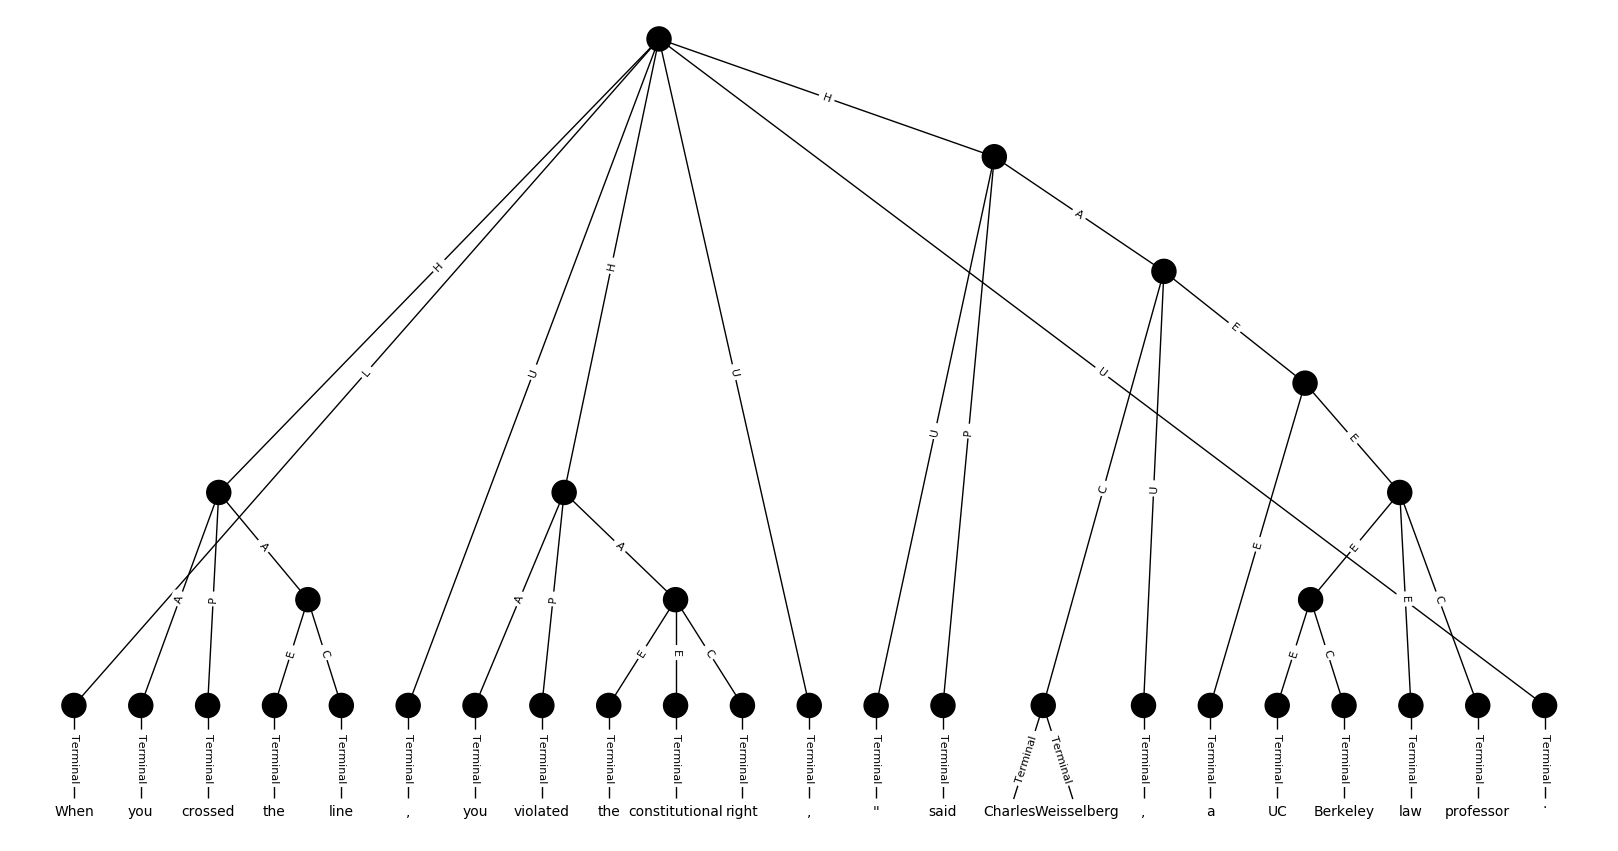 H
A
H
H
E
L
U
U
U
U
P
E
C
U
A
A
E
E
A
P
A
P
E
C
E
C
E
E
C
E
C
Terminal Terminal Terminal Terminal Terminal Terminal Terminal Terminal Terminal Terminal Terminal Terminal Terminal Terminal Terminal Terminal Terminal Terminal Terminal Terminal Terminal Terminal Terminal
When you crossed the line , you violated the constitutional right , " said Charles Weisselberg , a UC Berkeley law professor .